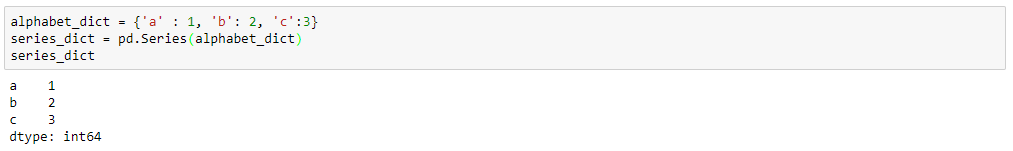 alphabet_dict = {'a' : 1, 'b': 2, 'c':3}
series_dict = pd.Series(alphabet_dict)
series_dict
a    1
b    2
c    3
dtype: int64